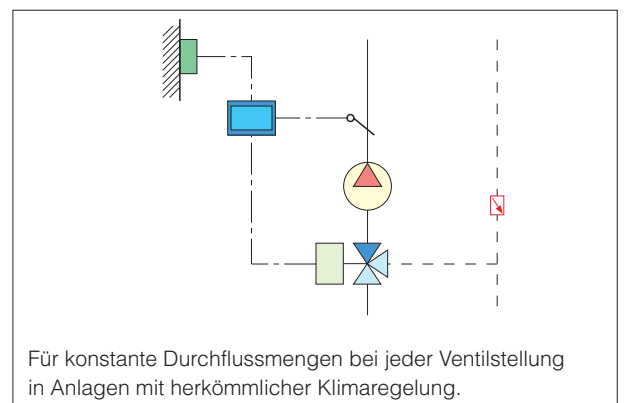 Für konstante Durchflussmengen bei jeder Ventilstellung
in Anlagen mit herkömmlicher Klimaregelung.